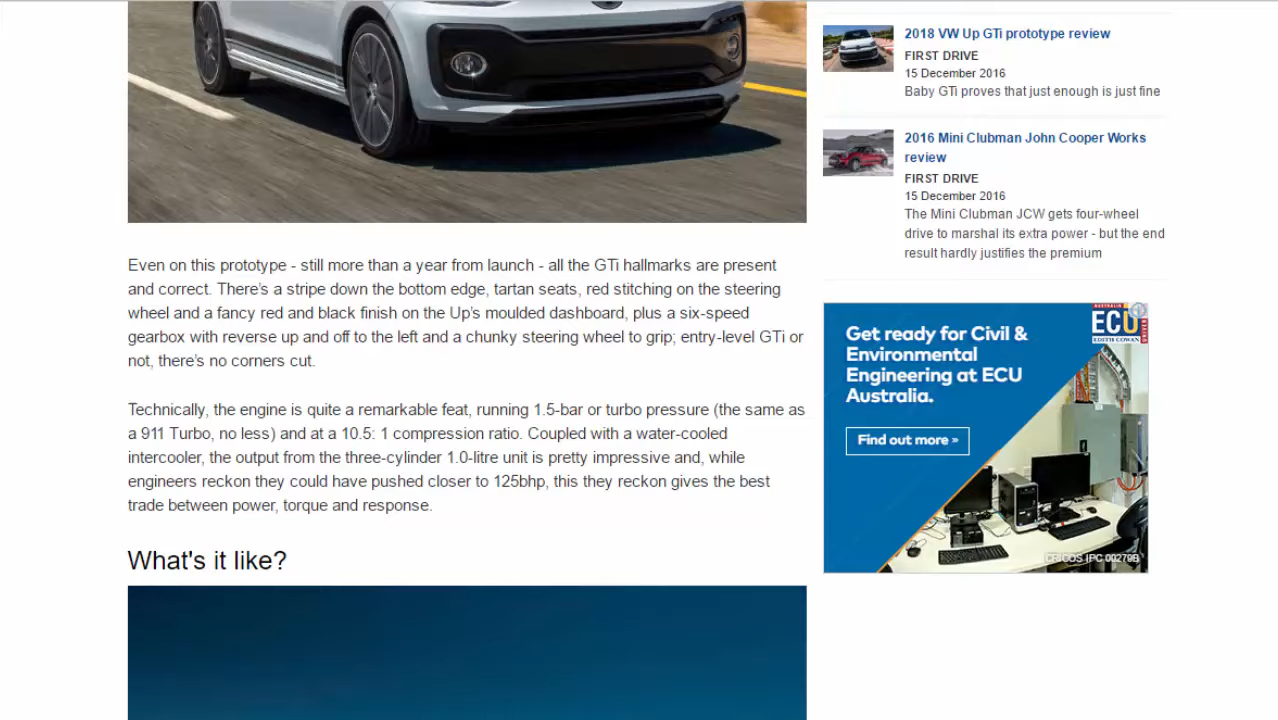 Even on this prototype - still more than a year from launch - all the GTi hallmarks are present
and correct. There's a stripe down the bottom edge, tartan seats, red stitching on the steering
wheel and a fancy red and black finish on the Up's moulded dashboard, plus a six-speed
gearbox with reverse up and off to the left and a chunky steering wheel to grip; entry-level GTi or
not, there's no corners cut.
Technically, the engine is quite a remarkable feat, running 1.5-bar or turbo pressure (the same as
a 911 Turbo, no less) and at a 10.5: 1 compression ratio. Coupled with a water-cooled
intercooler, the output from the three-cylinder 1.0-litre unit is pretty impressive and, while
engineers reckon they could have pushed closer to 125bhp, this they reckon gives the best
trade between power, torque and response.
What's it like?
2018 VW Up GTi prototype review
FIRST DRIVE
15 December 2016
Baby GTi proves that just enough is just fine
2016 Mini Clubman John Cooper Works
review
FIRST DRIVE
15 December 2016
The Mini Clubman JCW gets four-wheel
drive to marshal its extra power - but the end
result hardly justifies the premium
Get ready for Civil &
Environmental
Engineering at ECU
Australia.
Find out more »
AUSTRALIA
ECU
EDITH COWAN
CRICOS IPC 00279B